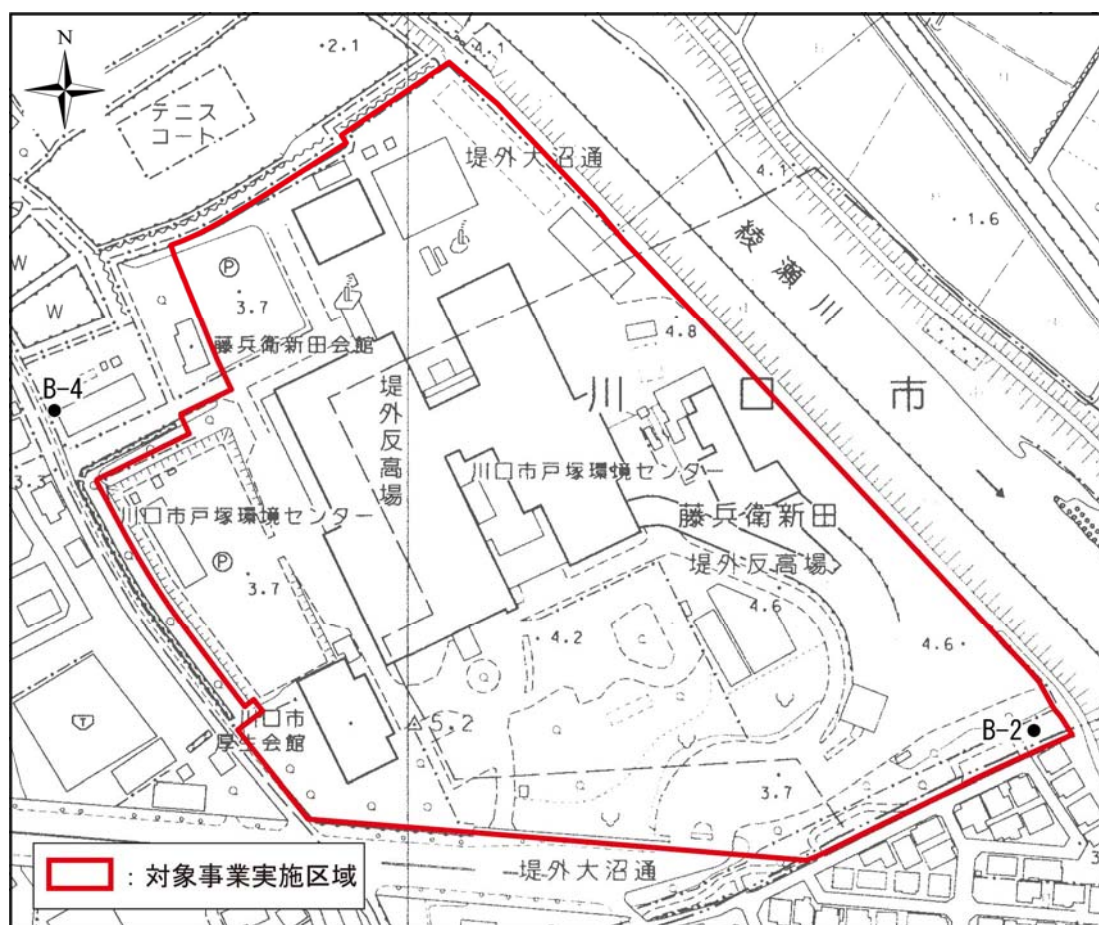 N
・2.1
4.1
テニス
コート
堤外大沼通
4.1
・1.6
綾瀬川
W
W
P
3.7
藤兵衛新田会館
4.8
B-4
堤外反高場
川口市
3.3
川口市戸塚環境センター
川口市戸塚環境センター
藤兵衛新田
堤外反高場
P
3.7
4.6
・4.2
4.6・
川口市
厚生会館
△5.2
B-2
3.7
堤外大沼通
：対象事業実施区域